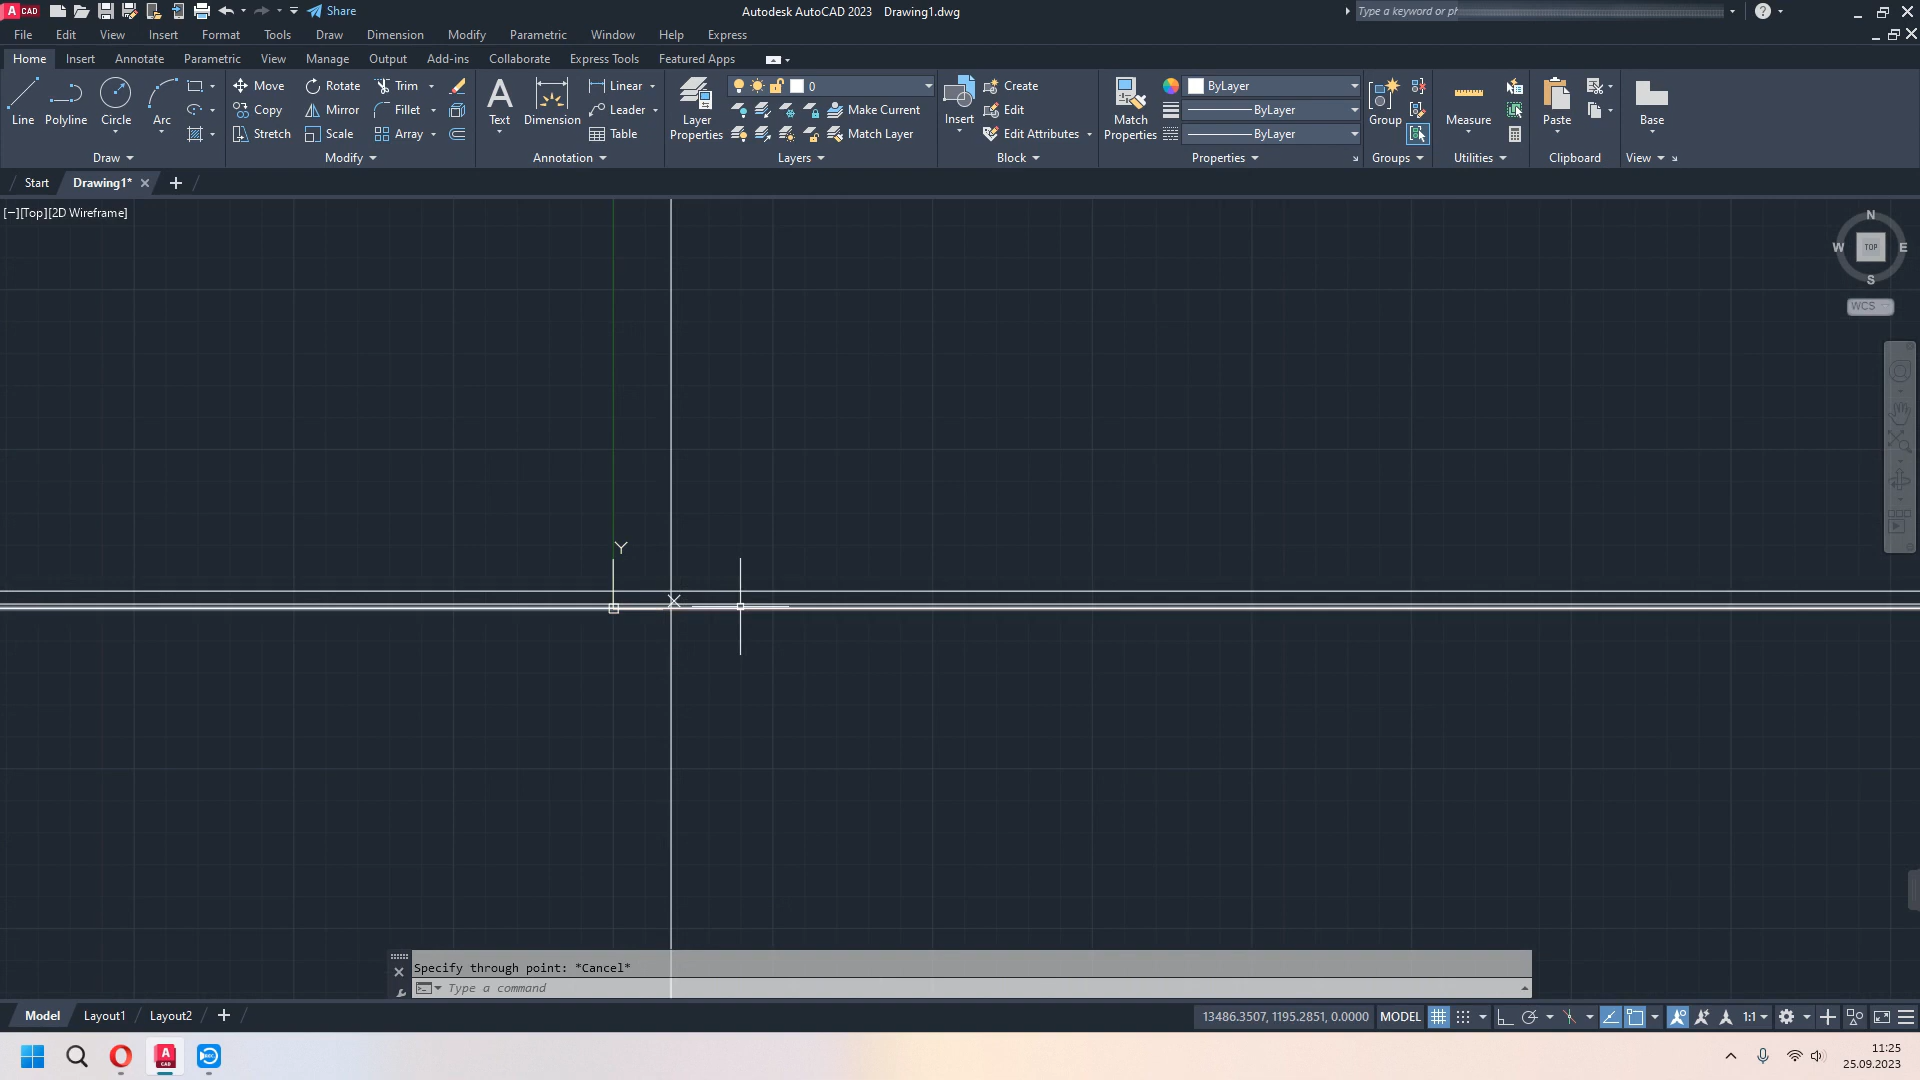 A CAD Share Autodesk AutoCAD 2023 Drawing1.dwg Type a keyword or ph
File Edit View Insert Format Tools Draw Dimension Modify Parametric Window Help Express
Home Insert Annotate Parametric View Manage Output Add-ins Collaborate Express Tools Featured Apps
Move Rotate Trim Linear 0 Create ByLayer
Copy Mirror Fillet Leader Make Current Edit ByLayer
Line Polyline Circle Arc Text Dimension Layer Properties Insert Match Properties Group Measure Paste Base
Stretch Scale Array Table Match Layer Edit Attributes ByLayer
Draw Modify Annotation Layers Block Properties Groups Utilities Clipboard View
Start Drawing1*
[−][Top][2D Wireframe]
N
W TOP E
S
WCS
Y
X
Specify through point: *Cancel*
Type a command
Model Layout1 Layout2 13486.3507, 1195.2851, 0.0000 MODEL 1:1
A CAD
11:25
25.09.2023